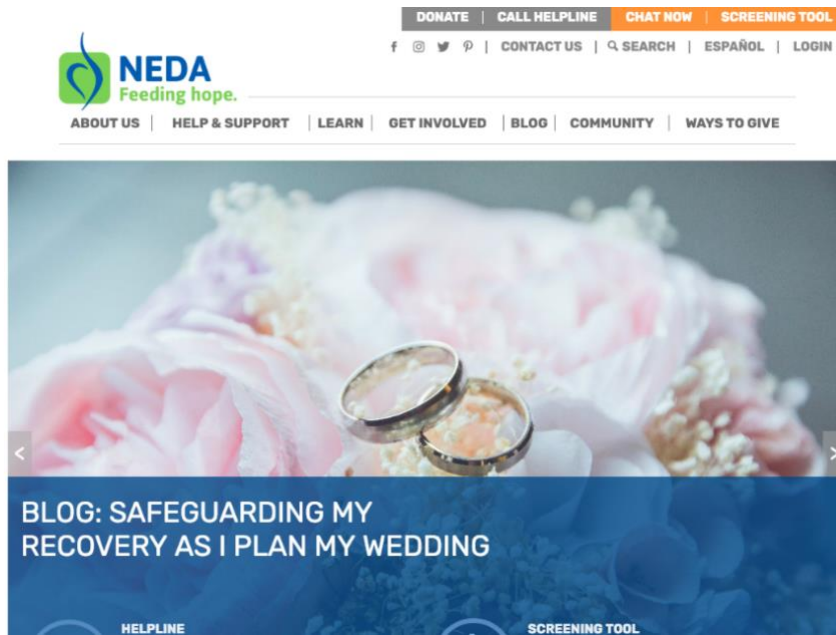 DONATE | CALL HELPLINE CHAT NOW | SCREENING TOOL
| CONTACT US | SEARCH | ESPAÑOL | LOGIN
NEDA
Feeding hope.
ABOUT US | HELP & SUPPORT | LEARN | GET INVOLVED | BLOG | COMMUNITY | WAYS TO GIVE
BLOG: SAFEGUARDING MY
RECOVERY AS I PLAN MY WEDDING
HELPLINE SCREENING TOOL